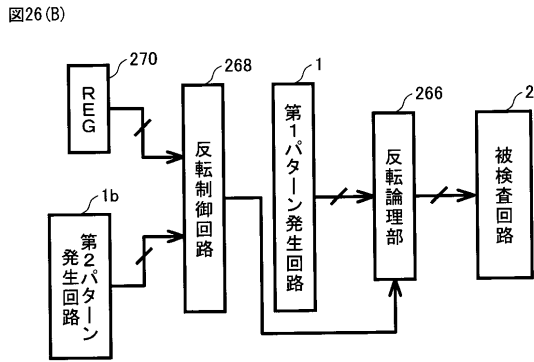 図26(B)
270
REG
268
反転制御回路
1
第1パターン発生回路
266
反転論理部
2
被検査回路
1b
第2パターン
発生回路